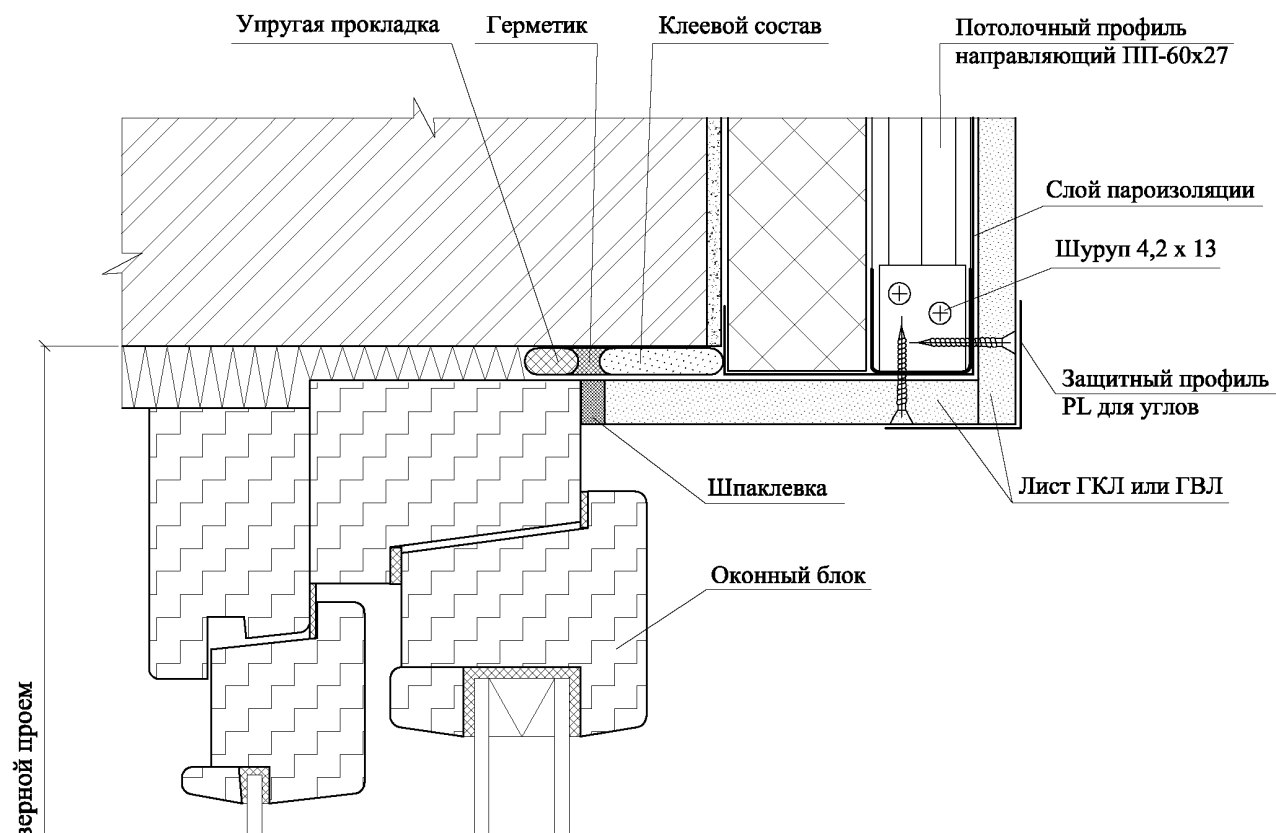 Упругая прокладка
Герметик
Клеевой состав
Потолочный профиль
направляющий ПП-60х27
Слой пароизоляции
Шуруп 4,2 х 13
Защитный профиль
PL для углов
Лист ГКЛ или ГВЛ
Шпаклевка
Оконный блок
верной проем